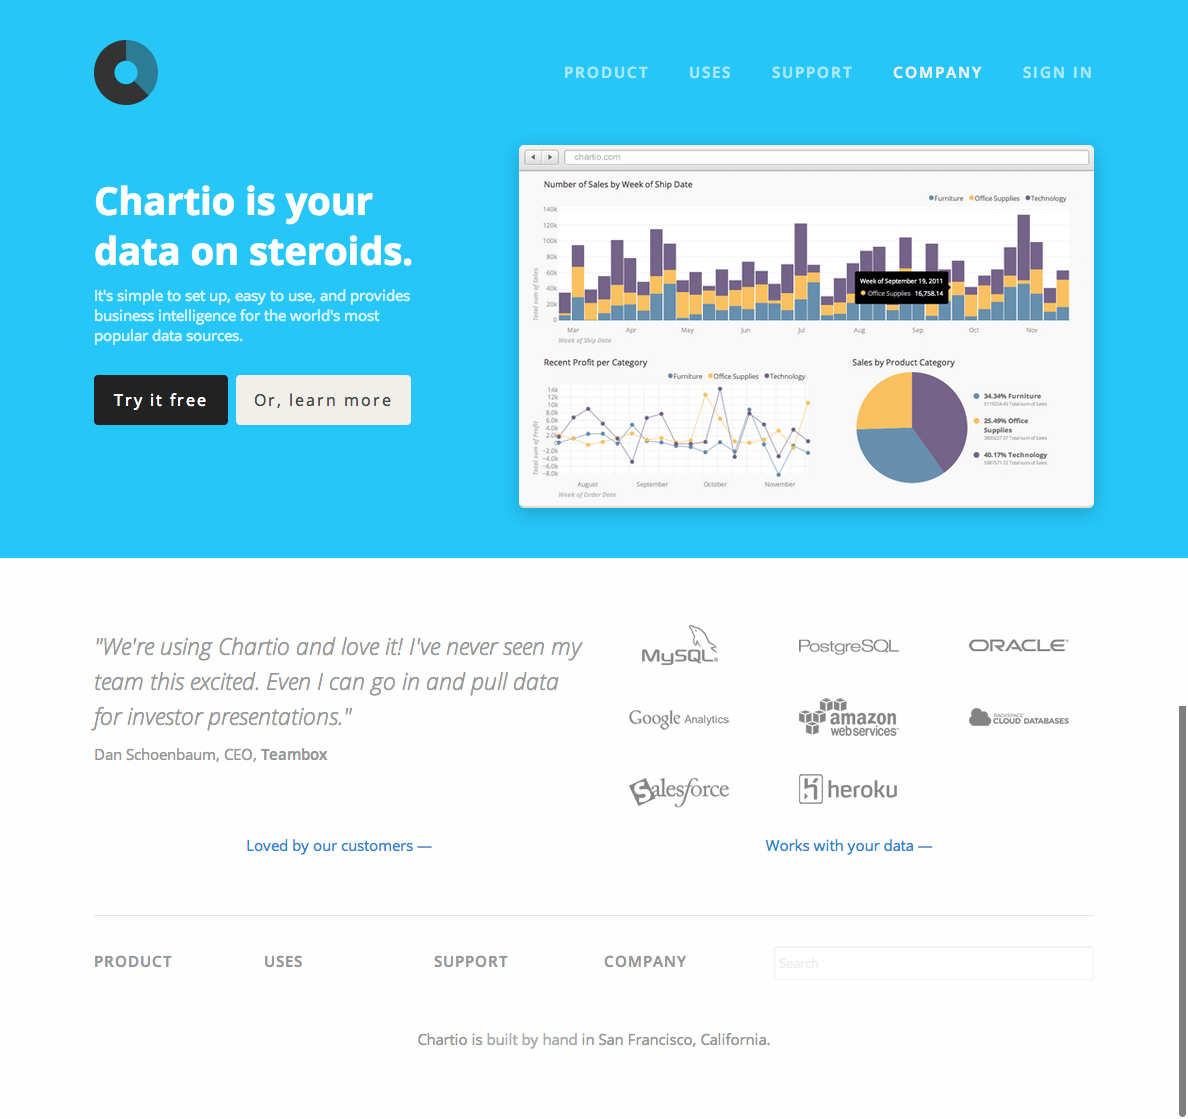 PRODUCT USES SUPPORT COMPANY SIGN IN
chartio.com
Chartio is your
data on steroids.
It's simple to set up, easy to use, and provides
business intelligence for the world's most
popular data sources.
Try it free
Or, learn more
Number of Sales by Week of Ship Date
Furniture Office Supplies Technology
140k
120k
100k
80k
60k
40k
20k
0
Total sum of Sales
Week of September 19, 2011
Office Supplies 16,758.14
Mar Apr May Jun Jul Aug Sep Oct Nov
Week of Ship Date
Recent Profit per Category
Furniture Office Supplies Technology
14k
12k
10k
8.0k
6.0k
4.0k
2.0k
0
−2.0k
−4.0k
−6.0k
−8.0k
Total sum of Profit
August September October November
Week of Order Date
Sales by Product Category
34.34% Furniture
25.49% Office
Supplies
40.17% Technology
"We're using Chartio and love it! I've never seen my
team this excited. Even I can go in and pull data
for investor presentations."
Dan Schoenbaum, CEO, Teambox
MySQL
PostgreSQL
ORACLE
Google Analytics
amazon
webservices
RACKSPACE
CLOUD DATABASES
Salesforce
heroku
Loved by our customers —
Works with your data —
PRODUCT USES SUPPORT COMPANY
Search
Chartio is built by hand in San Francisco, California.